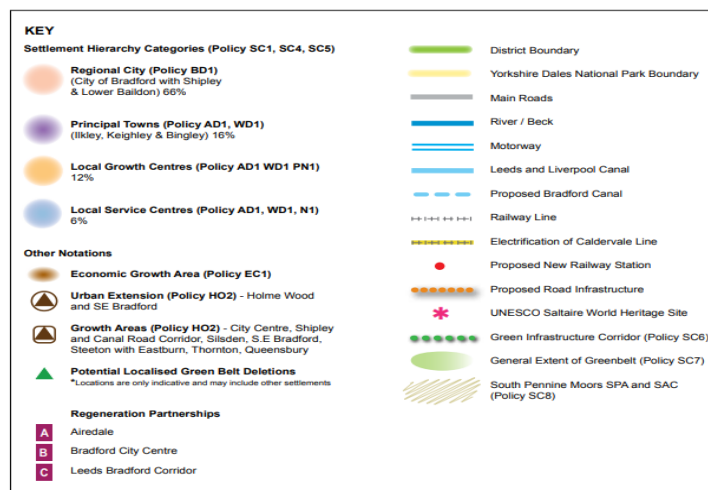 KEY
Settlement Hierarchy Categories (Policy SC1, SC4, SC5)
Regional City (Policy BD1)
(City of Bradford with Shipley
& Lower Baildon) 66%
Principal Towns (Policy AD1, WD1)
(Ilkley, Keighley & Bingley) 16%
Local Growth Centres (Policy AD1 WD1 PN1)
12%
Local Service Centres (Policy AD1, WD1, N1)
6%
Other Notations
Economic Growth Area (Policy EC1)
Urban Extension (Policy HO2) - Holme Wood
and SE Bradford
Growth Areas (Policy HO2) - City Centre, Shipley
and Canal Road Corridor, Silsden, S.E Bradford,
Steeton with Eastburn, Thornton, Queensbury
Potential Localised Green Belt Deletions
*Locations are only indicative and may include other settlements
Regeneration Partnerships
A Airedale
B Bradford City Centre
C Leeds Bradford Corridor
District Boundary
Yorkshire Dales National Park Boundary
Main Roads
River / Beck
Motorway
Leeds and Liverpool Canal
Proposed Bradford Canal
Railway Line
Electrification of Caldervale Line
Proposed New Railway Station
Proposed Road Infrastructure
UNESCO Saltaire World Heritage Site
Green Infrastructure Corridor (Policy SC6)
General Extent of Greenbelt (Policy SC7)
South Pennine Moors SPA and SAC
(Policy SC8)